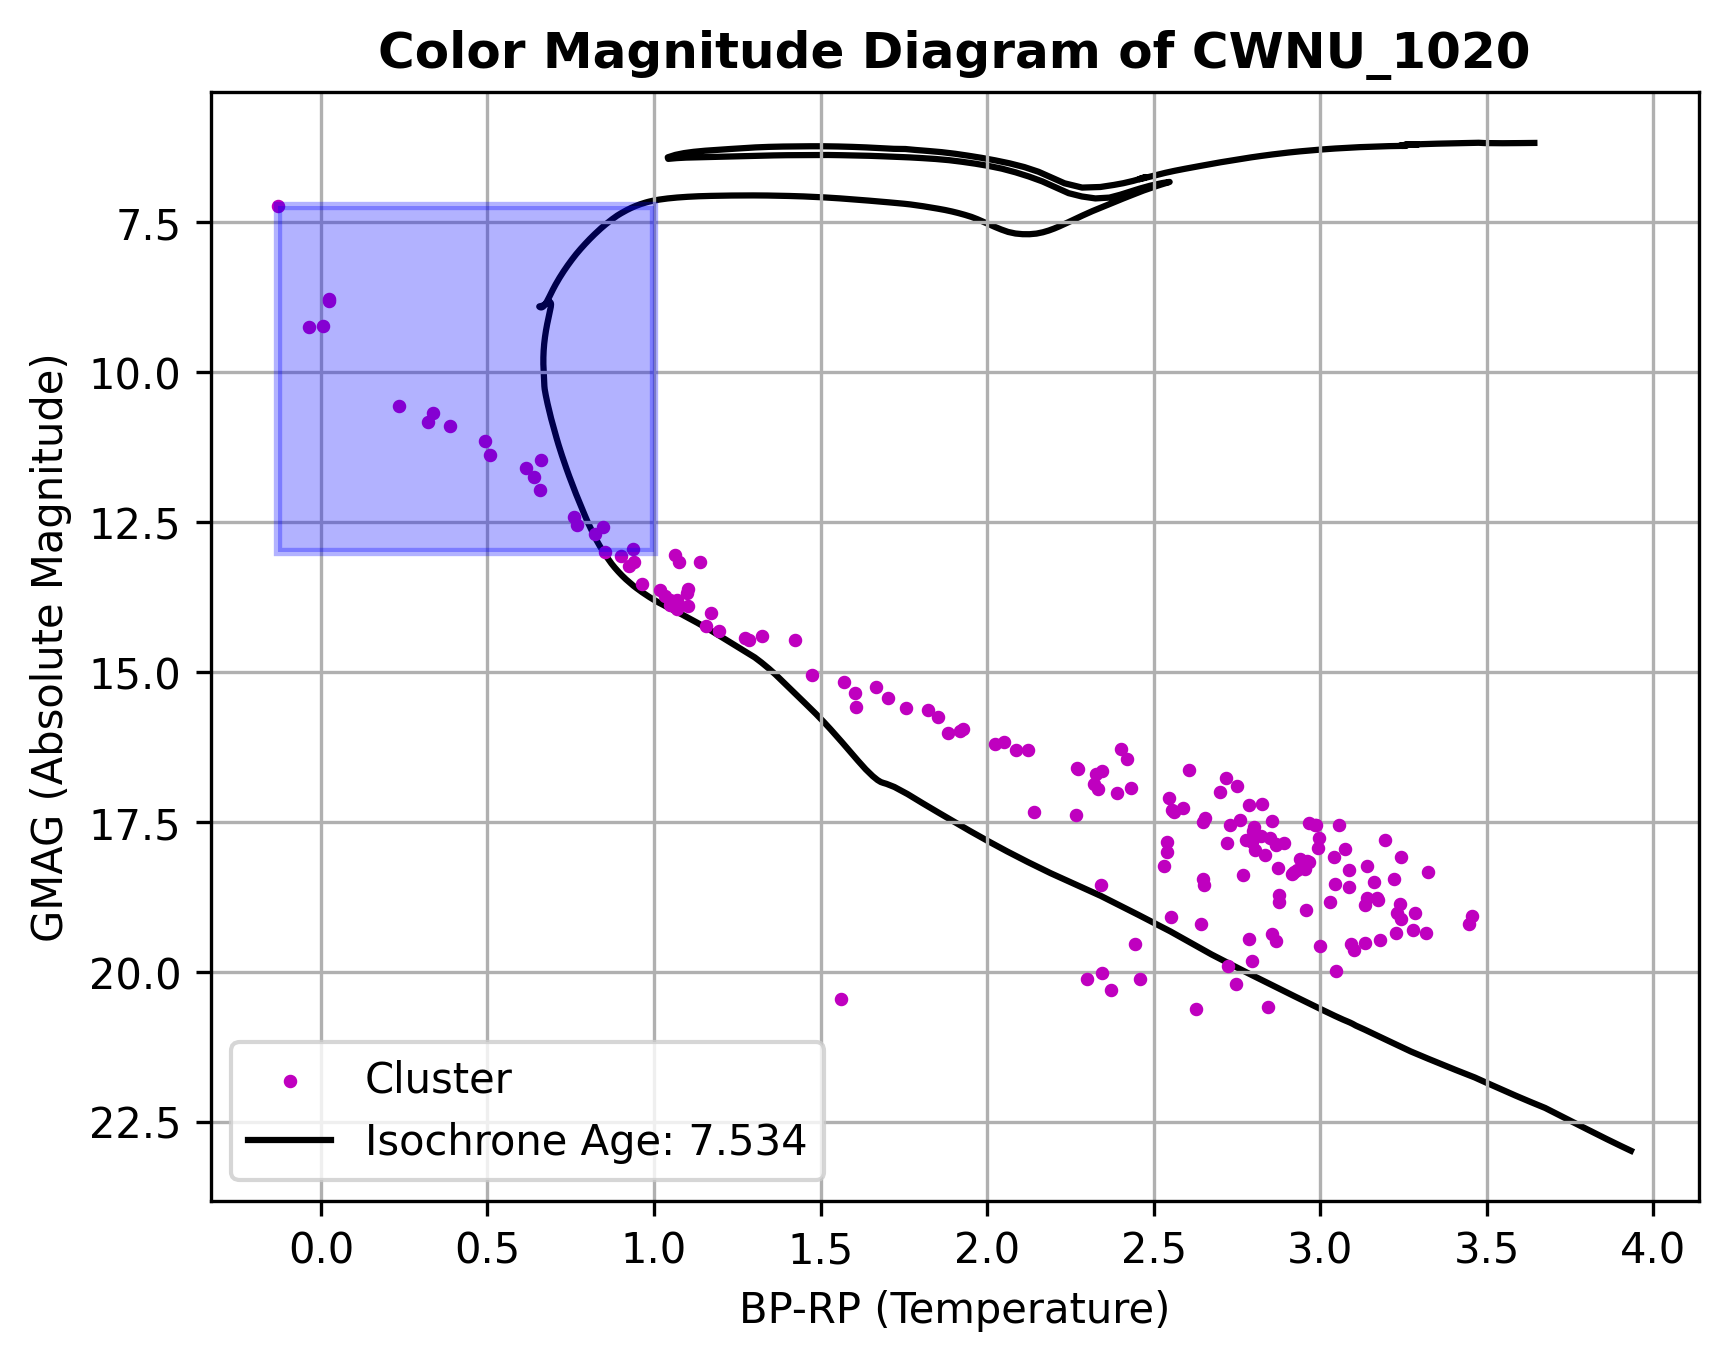 Color Magnitude Diagram of CWNU_1020
GMAG (Absolute Magnitude)
7.5
10.0
12.5
15.0
17.5
20.0
22.5
Cluster
Isochrone Age: 7.534
0.0 0.5 1.0 1.5 2.0 2.5 3.0 3.5 4.0
BP-RP (Temperature)